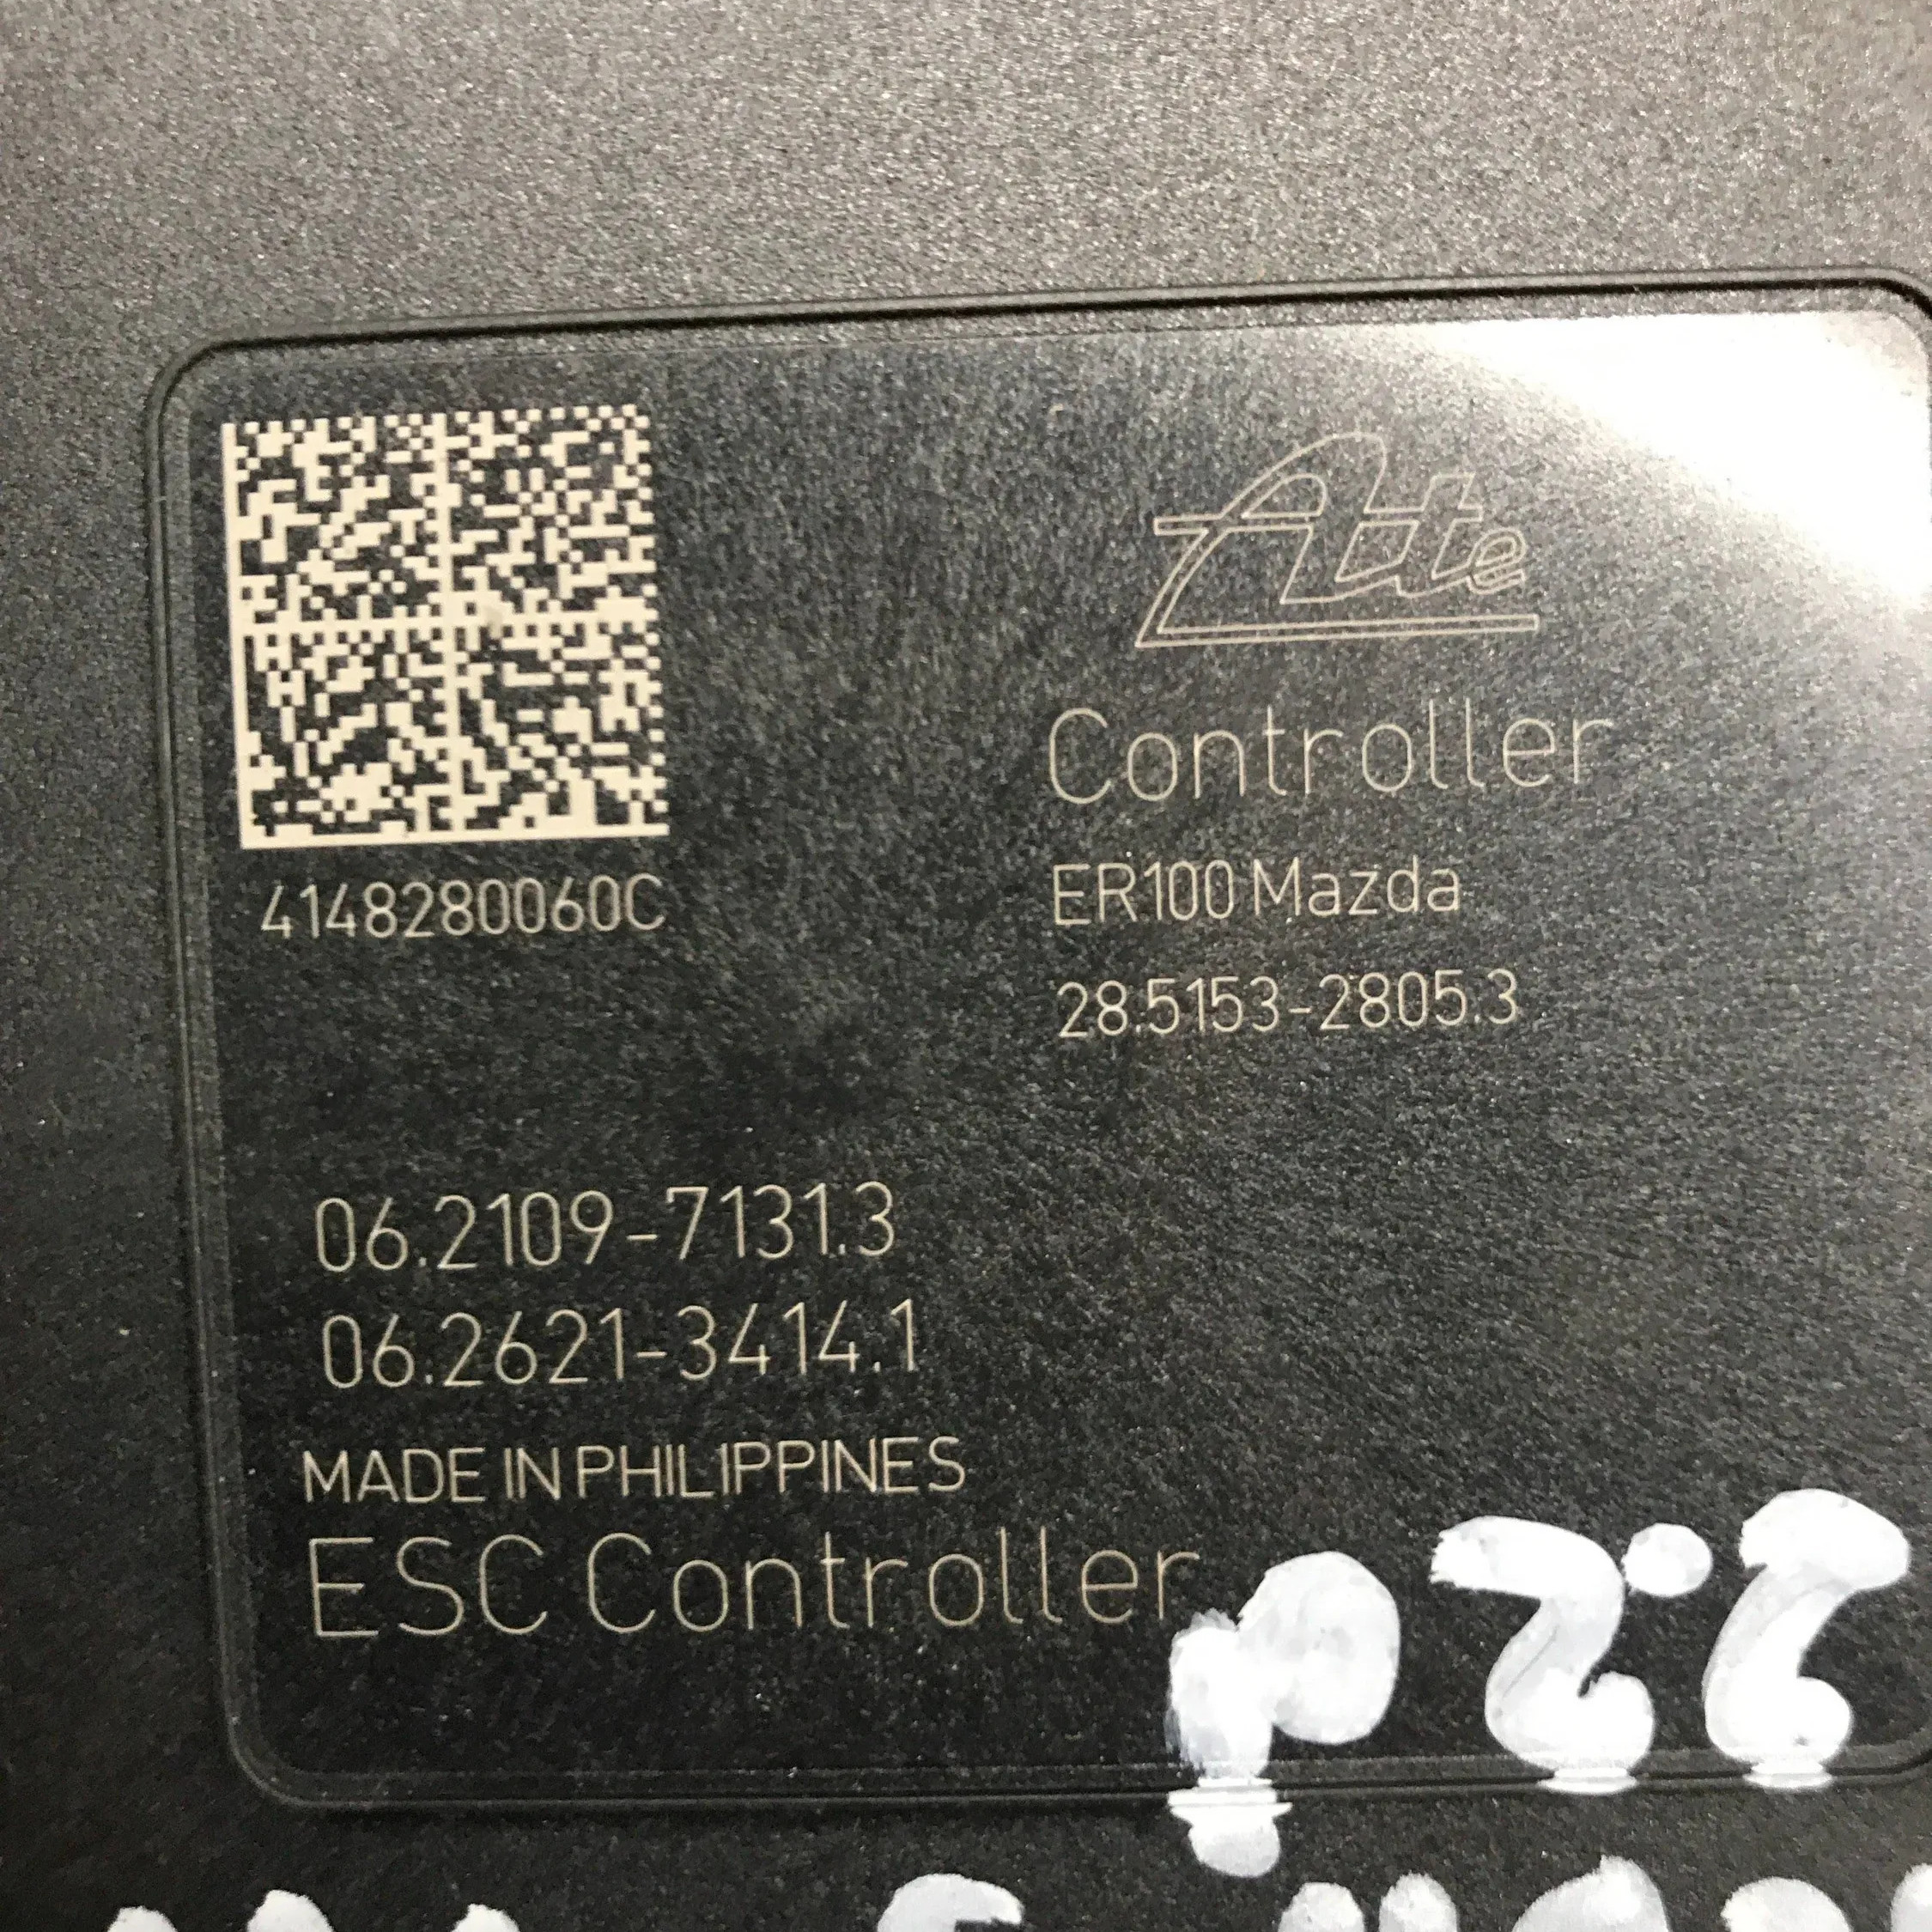 Ate
4148280060C
Controller
ER100 Mazda
28.5153-2805.3
06.2109-7131.3
06.2621-3414.1
MADE IN PHILIPPINES
ESC Controller